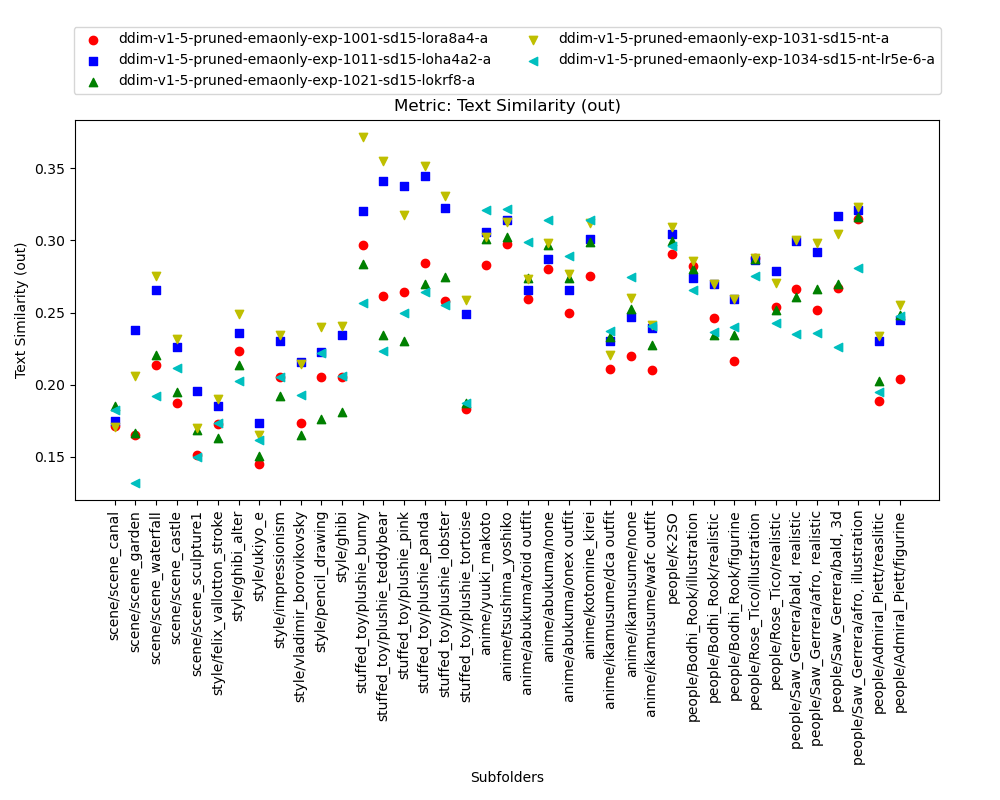 ddim-v1-5-pruned-emaonly-exp-1001-sd15-lora8a4-a
ddim-v1-5-pruned-emaonly-exp-1011-sd15-loha4a2-a
ddim-v1-5-pruned-emaonly-exp-1021-sd15-lokrf8-a
ddim-v1-5-pruned-emaonly-exp-1031-sd15-nt-a
ddim-v1-5-pruned-emaonly-exp-1034-sd15-nt-lr5e-6-a
Metric: Text Similarity (out)
Text Similarity (out)
0.35
0.30
0.25
0.20
0.15
scene/scene_canal
scene/scene_garden
scene/scene_waterfall
scene/scene_castle
scene/scene_sculpture1
style/felix_vallotton_stroke
style/ghibi_alter
style/ukiyo_e
style/impressionism
style/vladimir_borovikovsky
style/pencil_drawing
style/ghibi
stuffed_toy/plushie_bunny
stuffed_toy/plushie_teddybear
stuffed_toy/plushie_pink
stuffed_toy/plushie_panda
stuffed_toy/plushie_lobster
stuffed_toy/plushie_tortoise
anime/yuuki_makoto
anime/tsushima_yoshiko
anime/abukuma/toid outfit
anime/abukuma/none
anime/abukuma/onex outfit
anime/kotomine_kirei
anime/ikamusume/dca outfit
anime/ikamusume/none
anime/ikamusume/wafc outfit
people/K-2SO
people/Bodhi_Rook/illustration
people/Bodhi_Rook/realistic
people/Bodhi_Rook/figurine
people/Rose_Tico/illustration
people/Rose_Tico/realistic
people/Saw_Gerrera/bald, realistic
people/Saw_Gerrera/afro, realistic
people/Saw_Gerrera/bald, 3d
people/Saw_Gerrera/afro, illustration
people/Admiral_Piett/reaslitic
people/Admiral_Piett/figurine
Subfolders